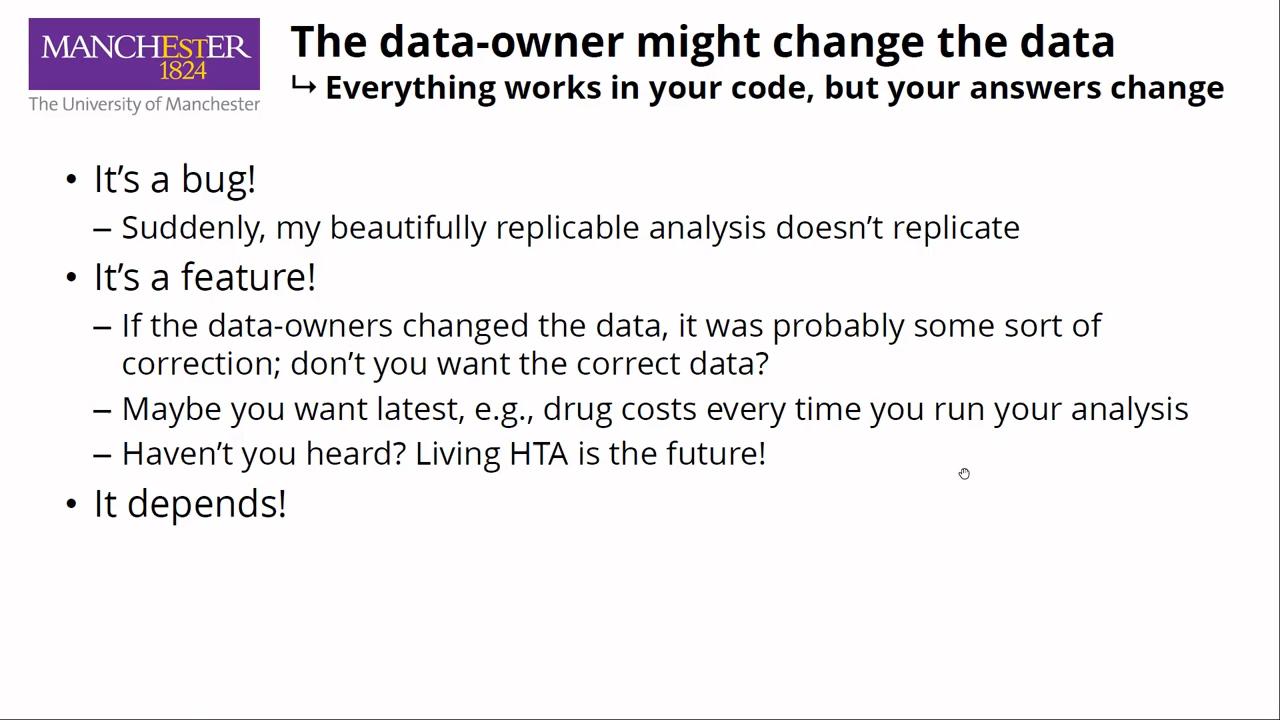 MANCHEStER
1824
The University of Manchester
The data-owner might change the data
↳ Everything works in your code, but your answers change
• It’s a bug!
– Suddenly, my beautifully replicable analysis doesn’t replicate
• It’s a feature!
– If the data-owners changed the data, it was probably some sort of
correction; don’t you want the correct data?
– Maybe you want latest, e.g., drug costs every time you run your analysis
– Haven’t you heard? Living HTA is the future!
• It depends!